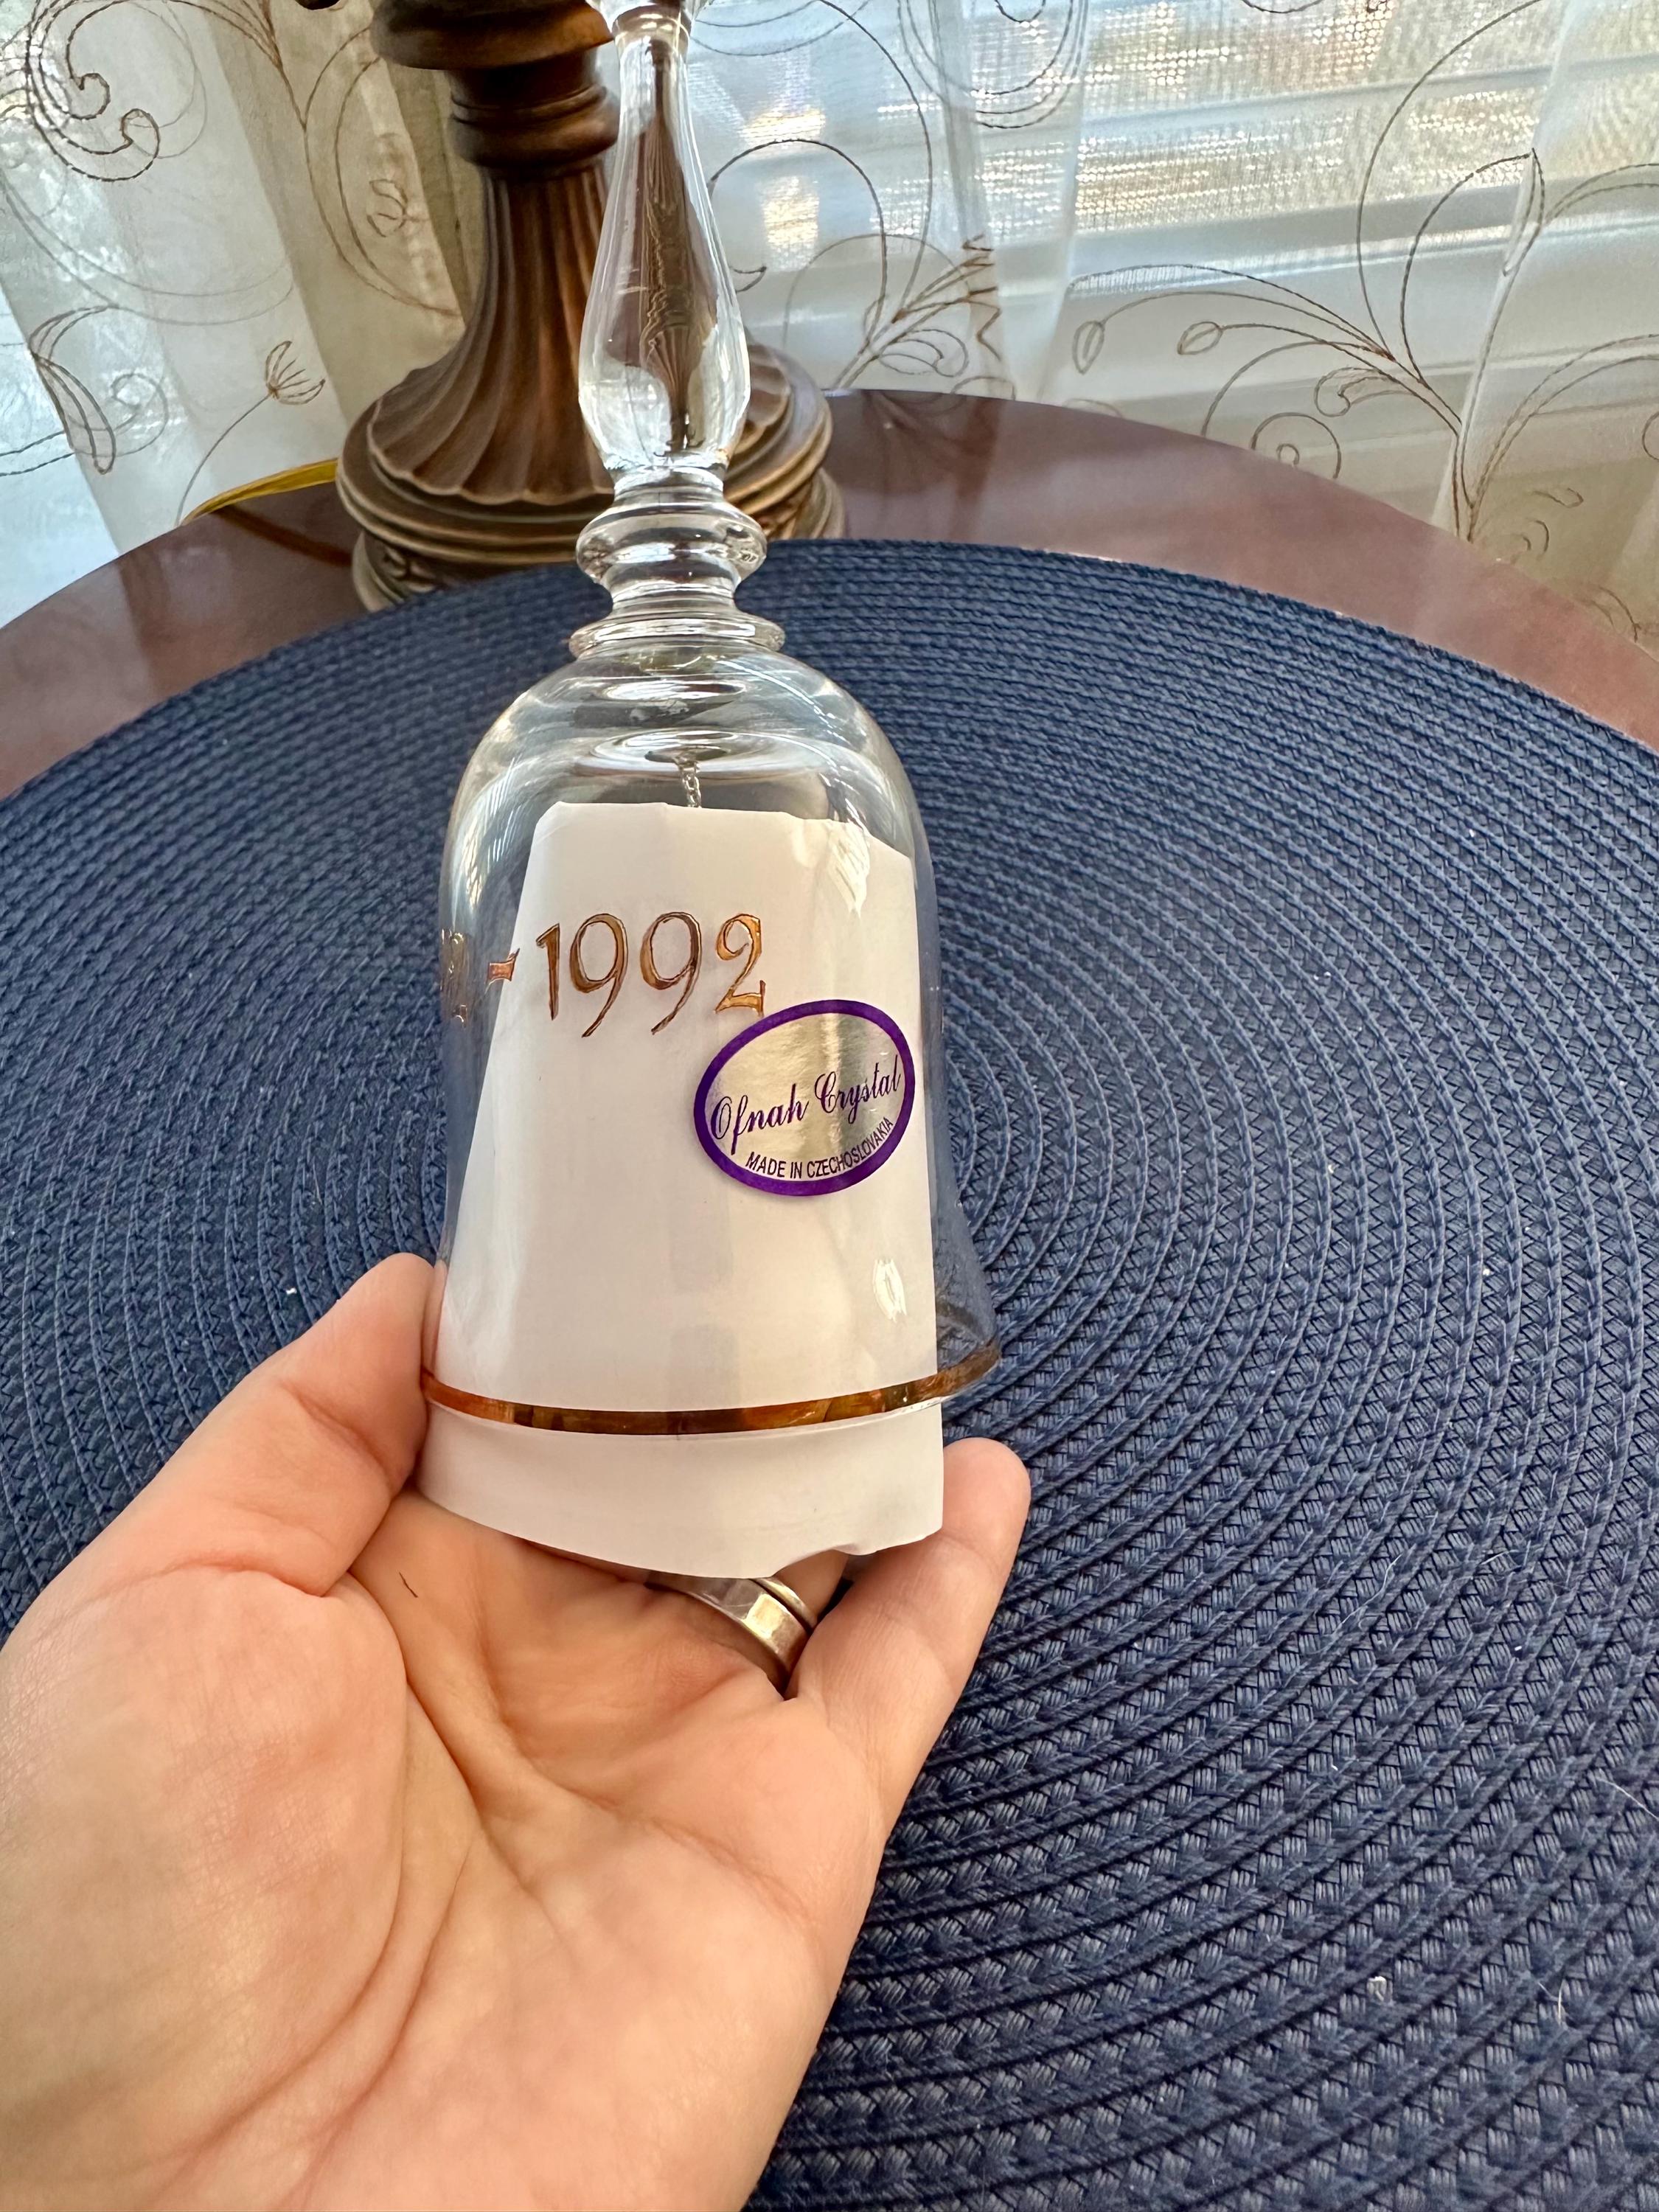 -1992
Ofnah Crystal
MADE IN CZECHOSLOVAKIA